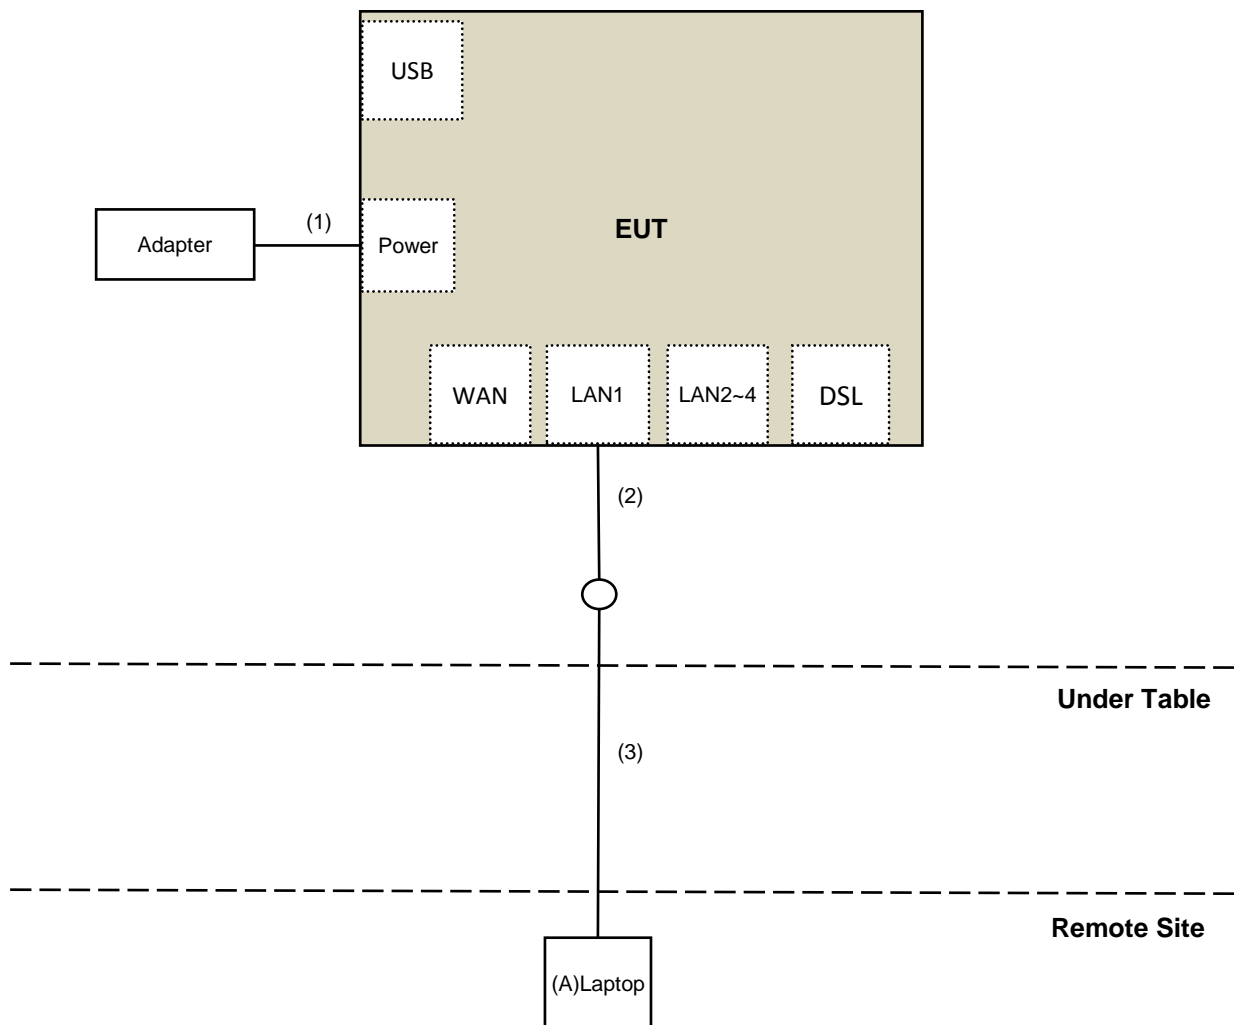 USB
(1)
EUT
Adapter
Power
WAN
LAN1
LAN2~4
DSL
(2)
Under Table
(3)
Remote Site
(A)Laptop